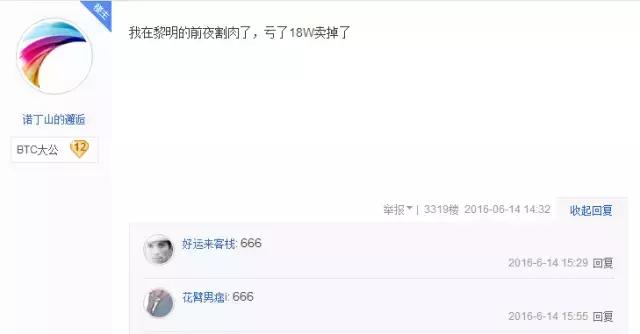 楼主
我在黎明的前夜割肉了，亏了18W卖掉了
诺丁山的邂逅
BTC大公 12
举报 | 3319楼 2016-06-14 14:32 收起回复
好运来客栈: 666
2016-6-14 15:29 回复
花臂男痞i: 666
2016-6-14 15:55 回复